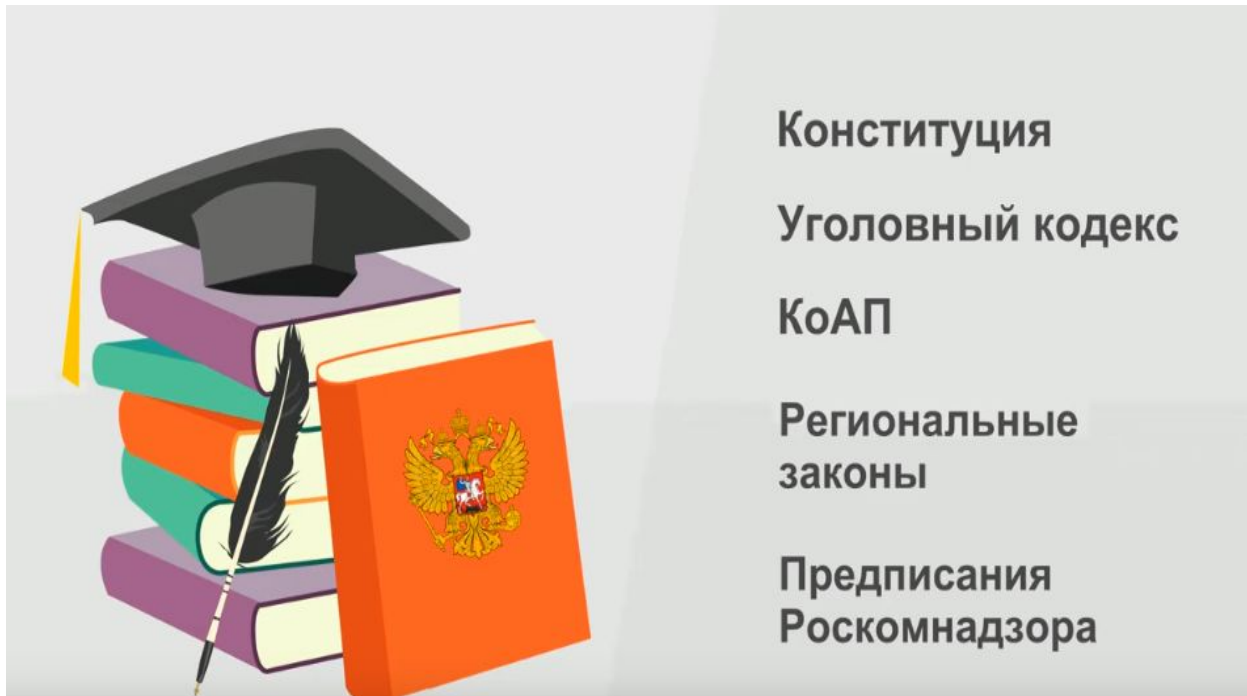 Конституция
Уголовный кодекс
КоАП
Региональные
законы
Предписания
Роскомнадзора